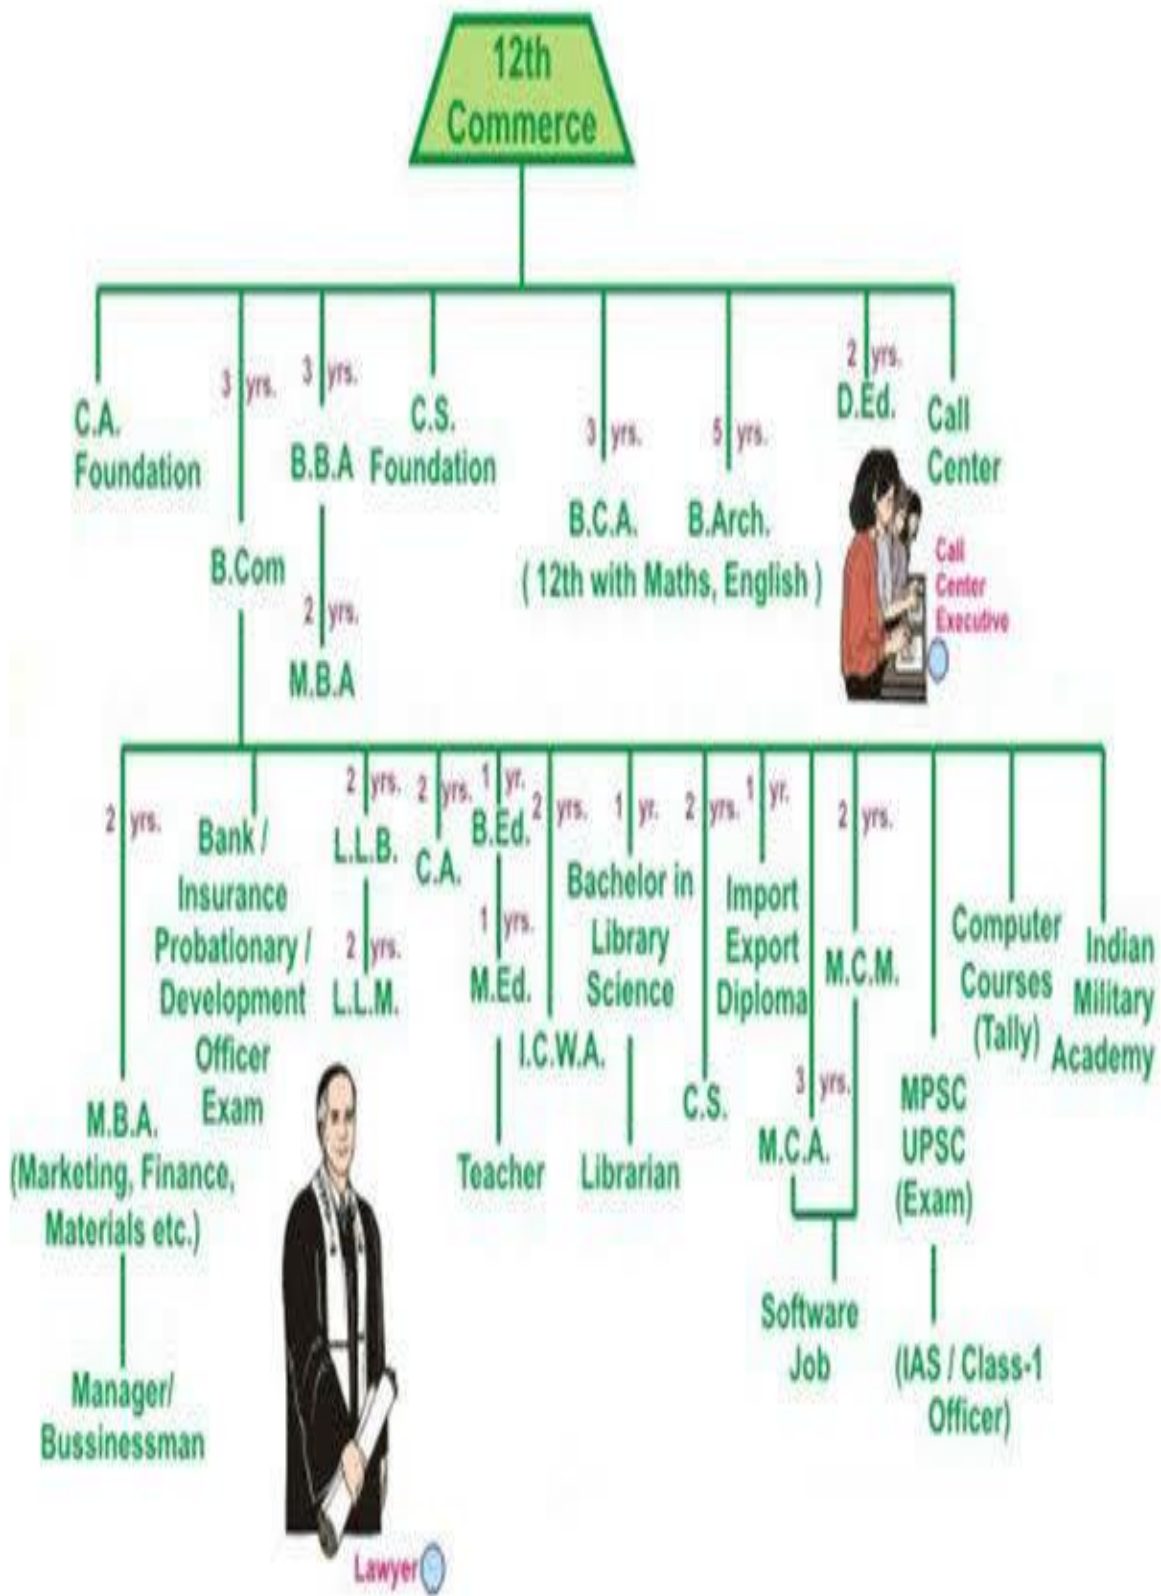 12th
Commerce
C.A.
Foundation
3 yrs.
B.Com
3 yrs.
B.B.A
2 yrs.
M.B.A
C.S.
Foundation
3 yrs.
B.C.A.
5 yrs.
B.Arch.
( 12th with Maths, English )
2 yrs.
D.Ed.
Call
Center
Call
Center
Executive
2 yrs.
M.B.A.
(Marketing, Finance,
Materials etc.)
Manager/
Bussinessman
Bank /
Insurance
Probationary /
Development
Officer
Exam
2 yrs.
L.L.B.
2 yrs.
L.L.M.
Lawyer
2 yrs.
C.A.
1 yr.
B.Ed.
1 yrs.
M.Ed.
Teacher
2 yrs.
I.C.W.A.
1 yr.
Bachelor in
Library
Science
Librarian
2 yrs.
C.S.
1 yr.
Import
Export
Diploma
3 yrs.
M.C.A.
2 yrs.
M.C.M.
Software
Job
MPSC
UPSC
(Exam)
(IAS / Class-1
Officer)
Computer
Courses
(Tally)
Indian
Military
Academy